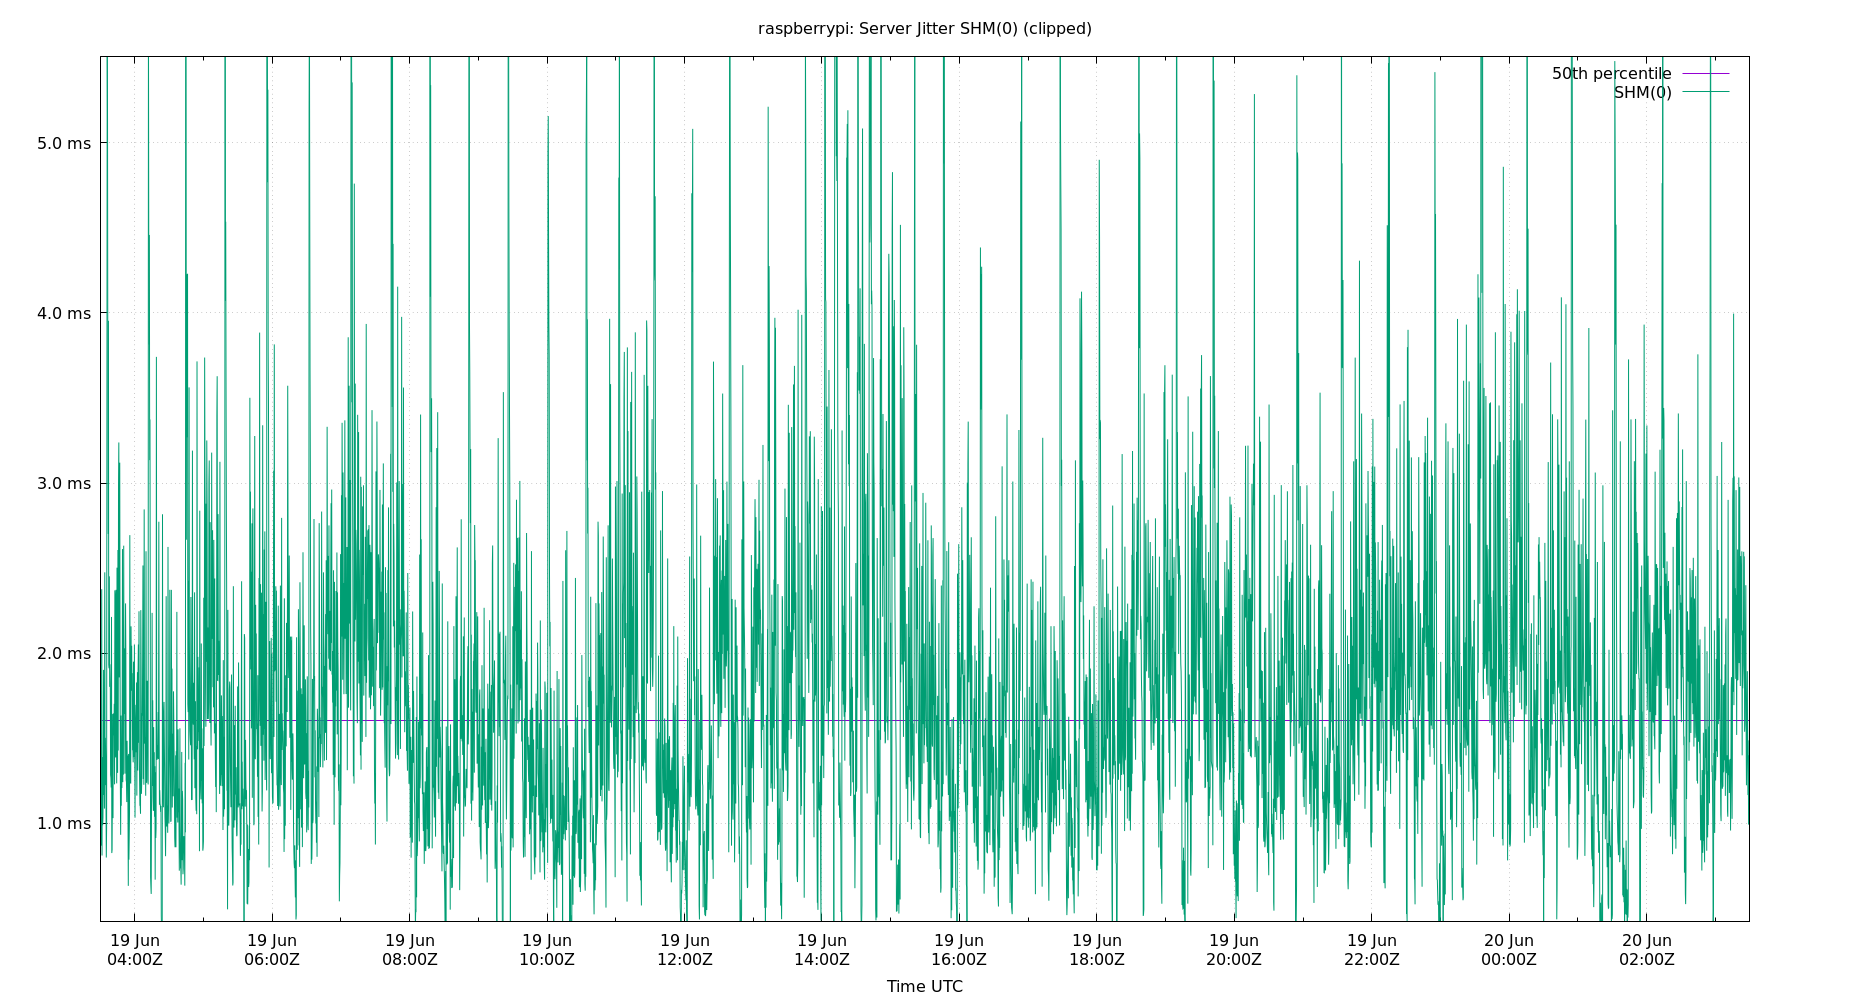 raspberrypi: Server Jitter SHM(0) (clipped)
50th percentile
SHM(0)
5.0 ms
4.0 ms
3.0 ms
2.0 ms
1.0 ms
19 Jun 19 Jun 19 Jun 19 Jun 19 Jun 19 Jun 19 Jun 19 Jun 19 Jun 19 Jun 20 Jun 20 Jun
04:00Z 06:00Z 08:00Z 10:00Z 12:00Z 14:00Z 16:00Z 18:00Z 20:00Z 22:00Z 00:00Z 02:00Z
Time UTC